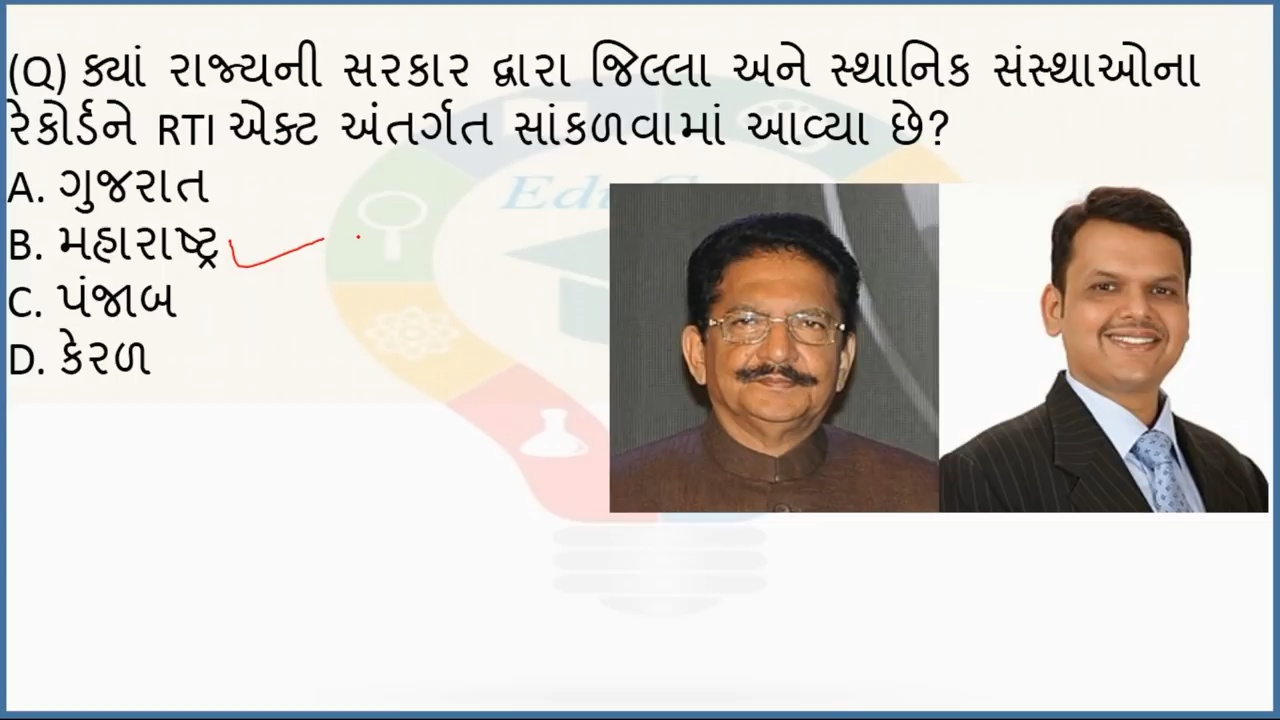 (Q) ક્યાં રાજ્યની સરકાર દ્વારા જિલ્લા અને સ્થાનિક સંસ્થાઓના
રેકોર્ડને RTI એક્ટ અંતર્ગત સાંકળવામાં આવ્યા છે?
A. ગુજરાત
B. મહારાષ્ટ્ર
C. પંજાબ
D. કેરળ